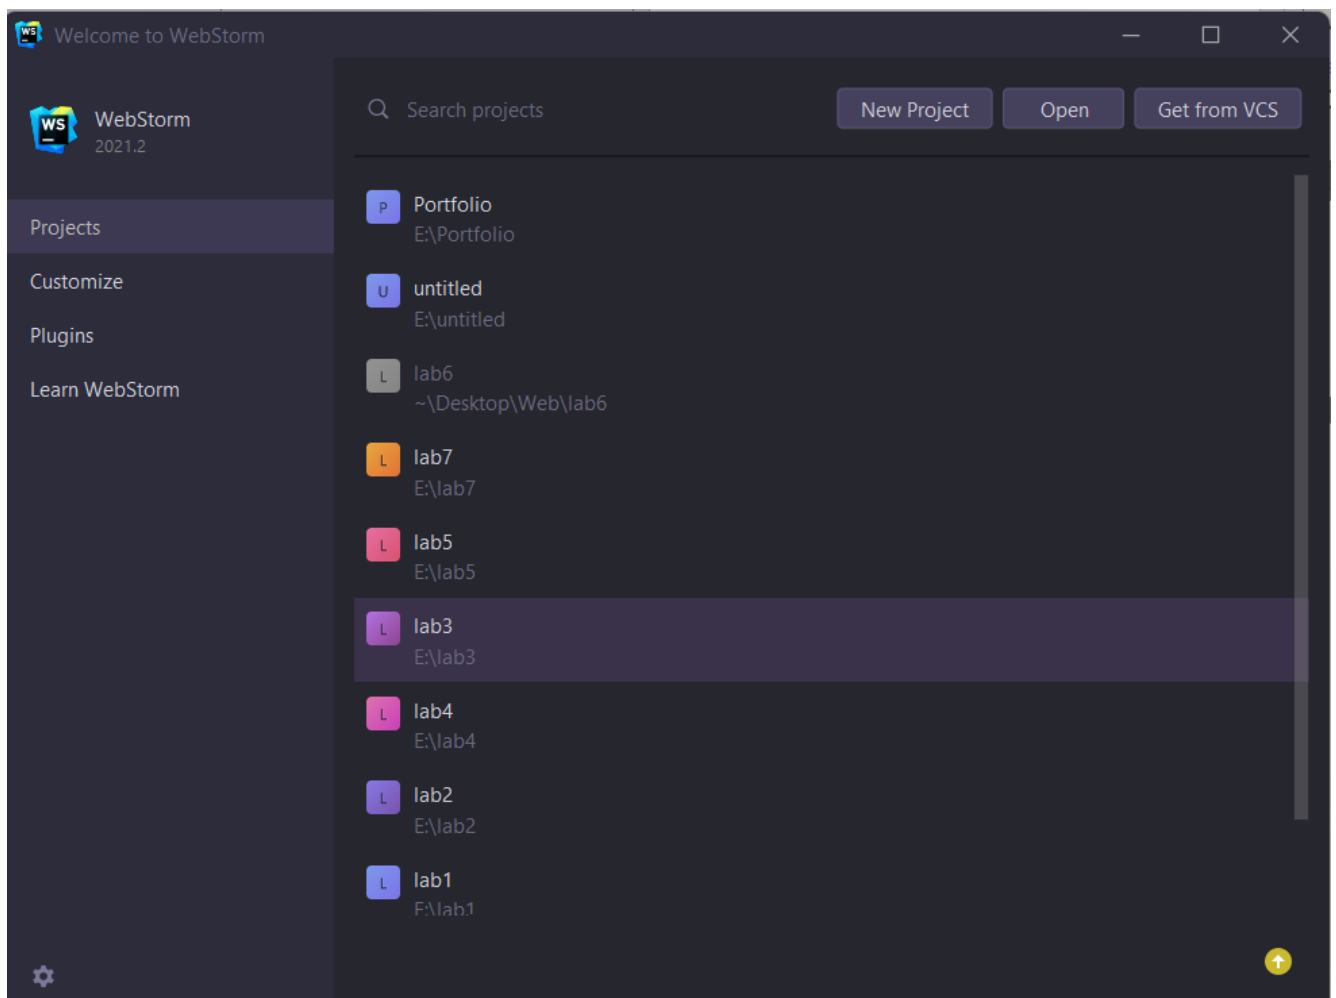 WS Welcome to WebStorm
WS
WebStorm
2021.2
Projects
Customize
Plugins
Learn WebStorm
Search projects
New Project
Open
Get from VCS
P
Portfolio
E:\Portfolio
U
untitled
E:\untitled
L
lab6
~\Desktop\Web\lab6
L
lab7
E:\lab7
L
lab5
E:\lab5
L
lab3
E:\lab3
L
lab4
E:\lab4
L
lab2
E:\lab2
L
lab1
E:\lab1